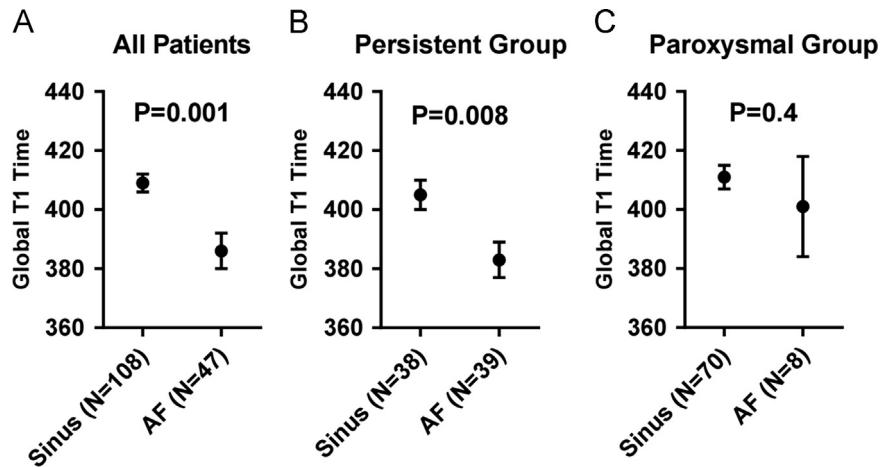 A
All Patients
P=0.001
Global T1 Time
440
420
400
380
360
Sinus (N=108)
AF (N=47)
B
Persistent Group
P=0.008
Global T1 Time
440
420
400
380
360
Sinus (N=38)
AF (N=39)
C
Paroxysmal Group
P=0.4
Global T1 Time
440
420
400
380
360
Sinus (N=70)
AF (N=8)